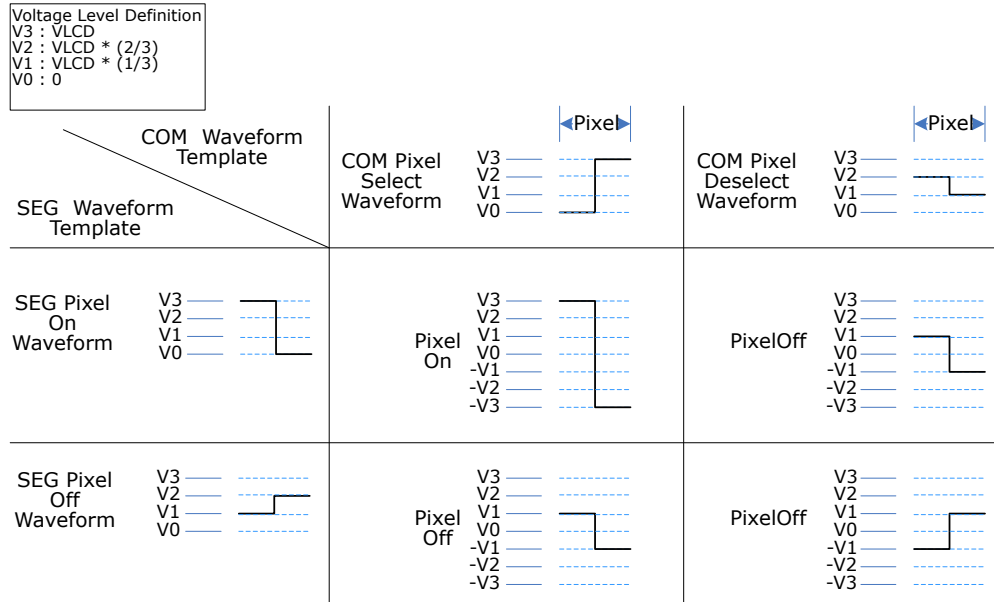 Voltage Level Definition
V3 : VLCD
V2 : VLCD * (2/3)
V1 : VLCD * (1/3)
V0 : 0
COM Waveform
Template
SEG Waveform
Template
Pixel
COM Pixel
Select
Waveform
V3
V2
V1
V0
Pixel
COM Pixel
Deselect
Waveform
V3
V2
V1
V0
SEG Pixel
On
Waveform
V3
V2
V1
V0
Pixel
On
V3
V2
V1
V0
-V1
-V2
-V3
PixelOff
V3
V2
V1
V0
-V1
-V2
-V3
SEG Pixel
Off
Waveform
V3
V2
V1
V0
Pixel
Off
V3
V2
V1
V0
-V1
-V2
-V3
PixelOff
V3
V2
V1
V0
-V1
-V2
-V3